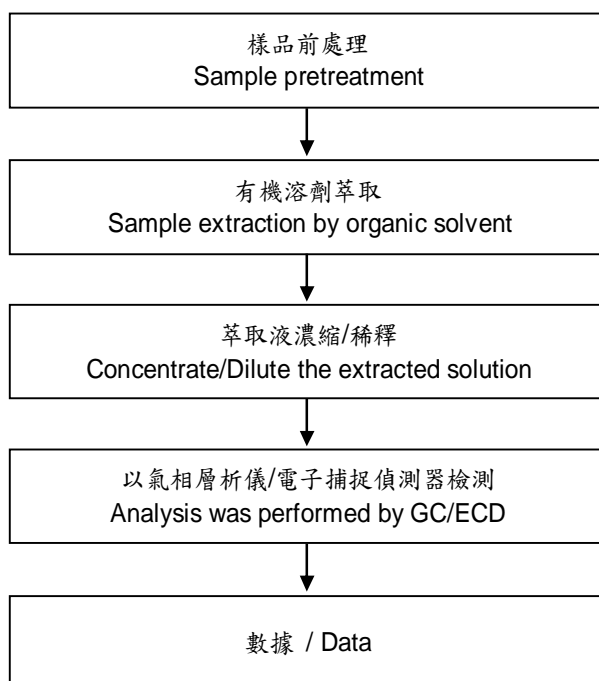 樣品前處理
Sample pretreatment
有機溶劑萃取
Sample extraction by organic solvent
萃取液濃縮/稀釋
Concentrate/Dilute the extracted solution
以氣相層析儀/電子捕捉偵測器檢測
Analysis was performed by GC/ECD
數據 / Data